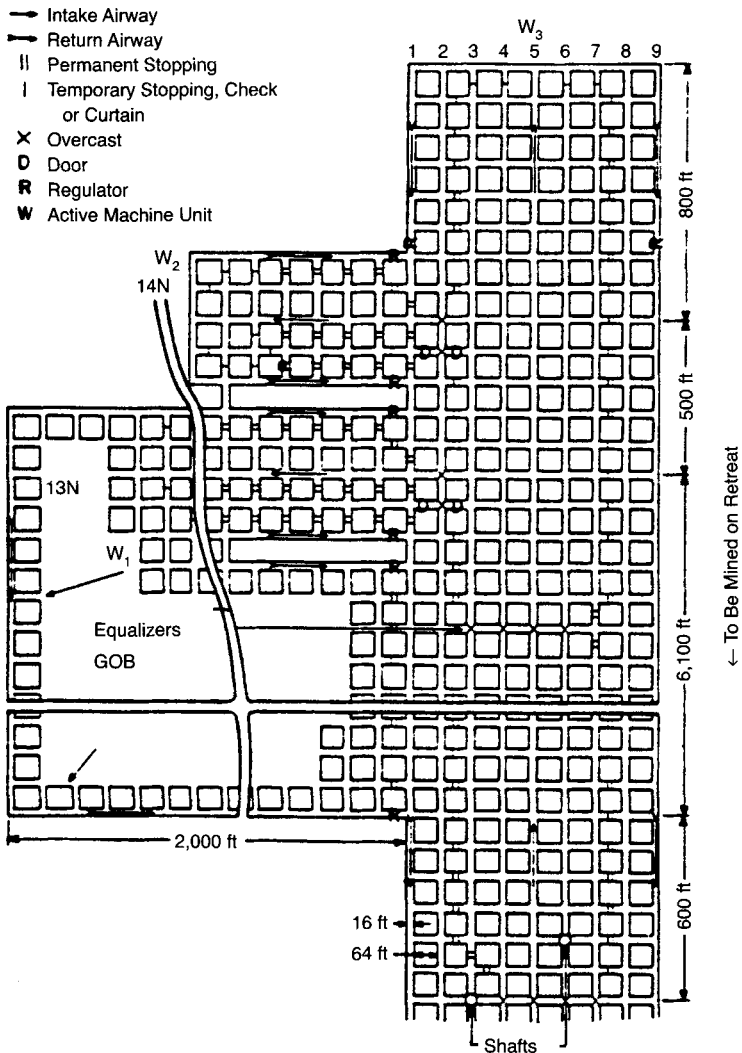 Intake Airway
Return Airway
Permanent Stopping
Temporary Stopping, Check
or Curtain
X Overcast
D Door
R Regulator
W Active Machine Unit
W3
1 2 3 4 5 6 7 8 9
800 ft
W2
14N
R
R
R
D D
R
500 ft
R
13N
D D
R
W1
R
Equalizers
GOB
6,100 ft
← To Be Mined on Retreat
2,000 ft
16 ft
64 ft
600 ft
Shafts